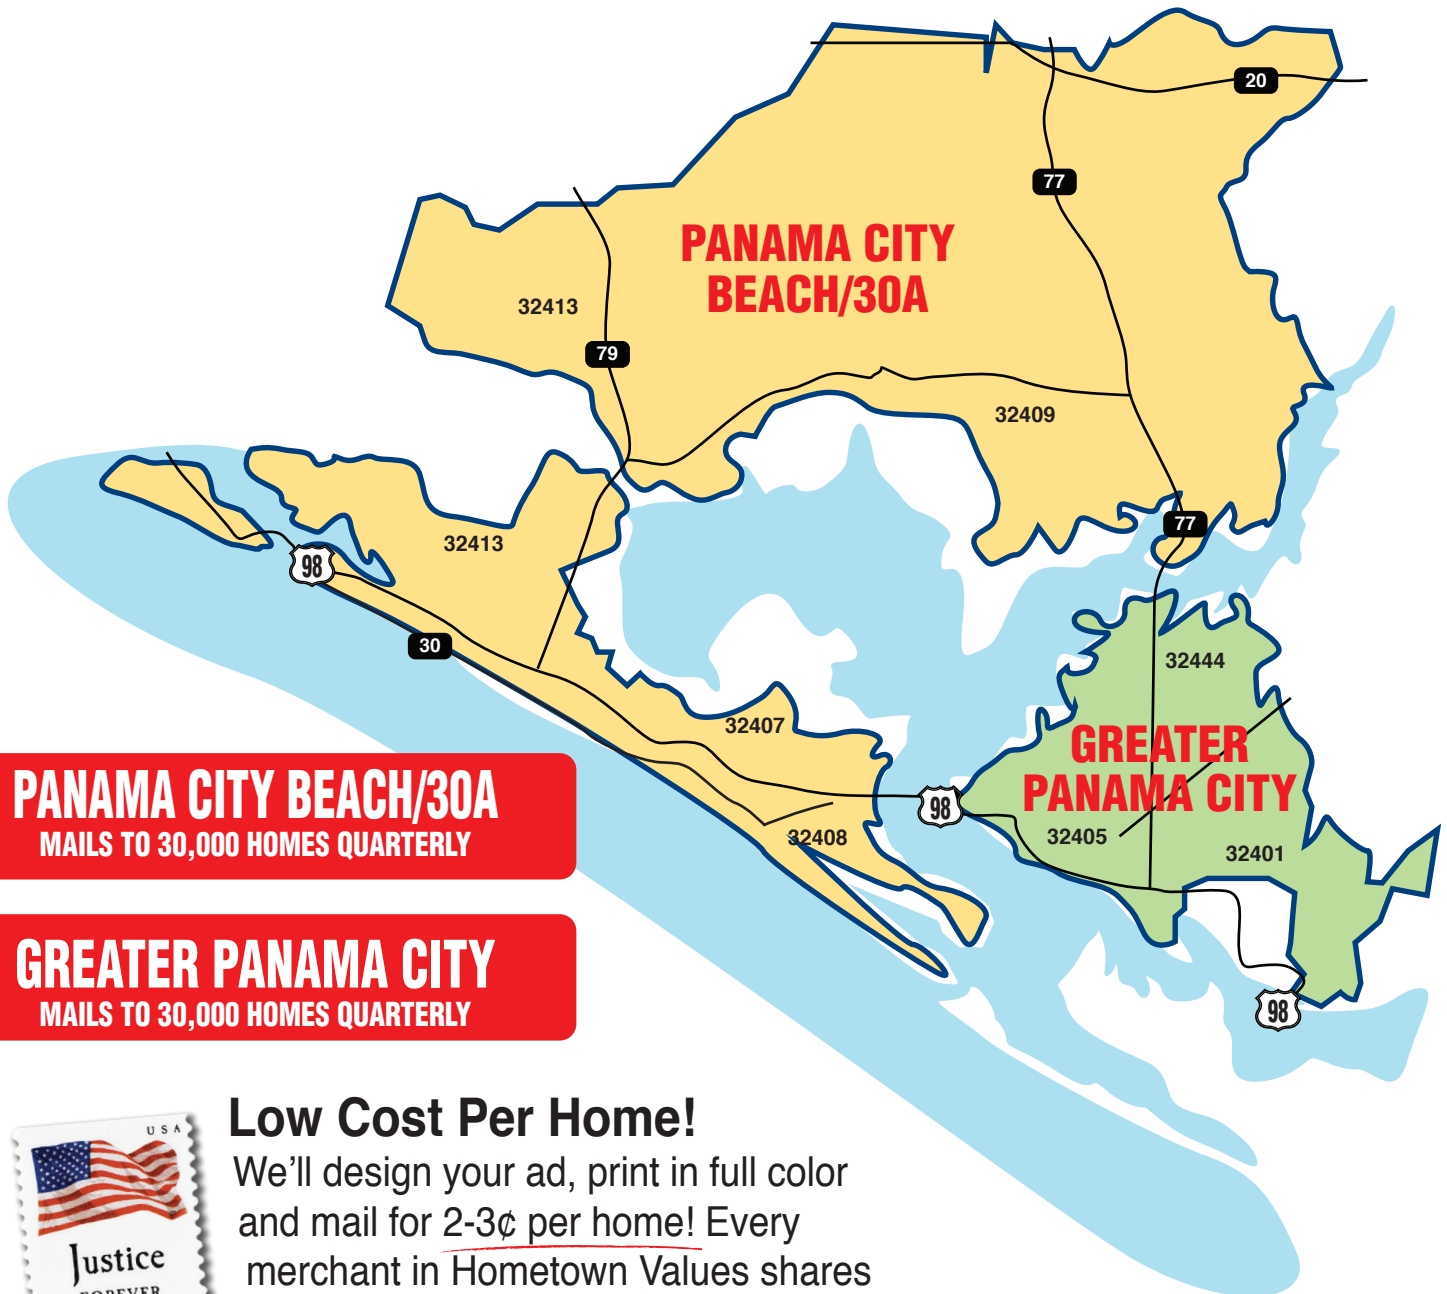 20
77
PANAMA CITY
BEACH/30A
32413
79
32409
77
32413
98
30
32444
32407
GREATER
PANAMA CITY
98
32408
32405
32401
PANAMA CITY BEACH/30A
MAILS TO 30,000 HOMES QUARTERLY
GREATER PANAMA CITY
MAILS TO 30,000 HOMES QUARTERLY
98
Low Cost Per Home!
We’ll design your ad, print in full color
and mail for 2-3¢ per home! Every
merchant in Hometown Values shares
USA
Justice
FOREVER